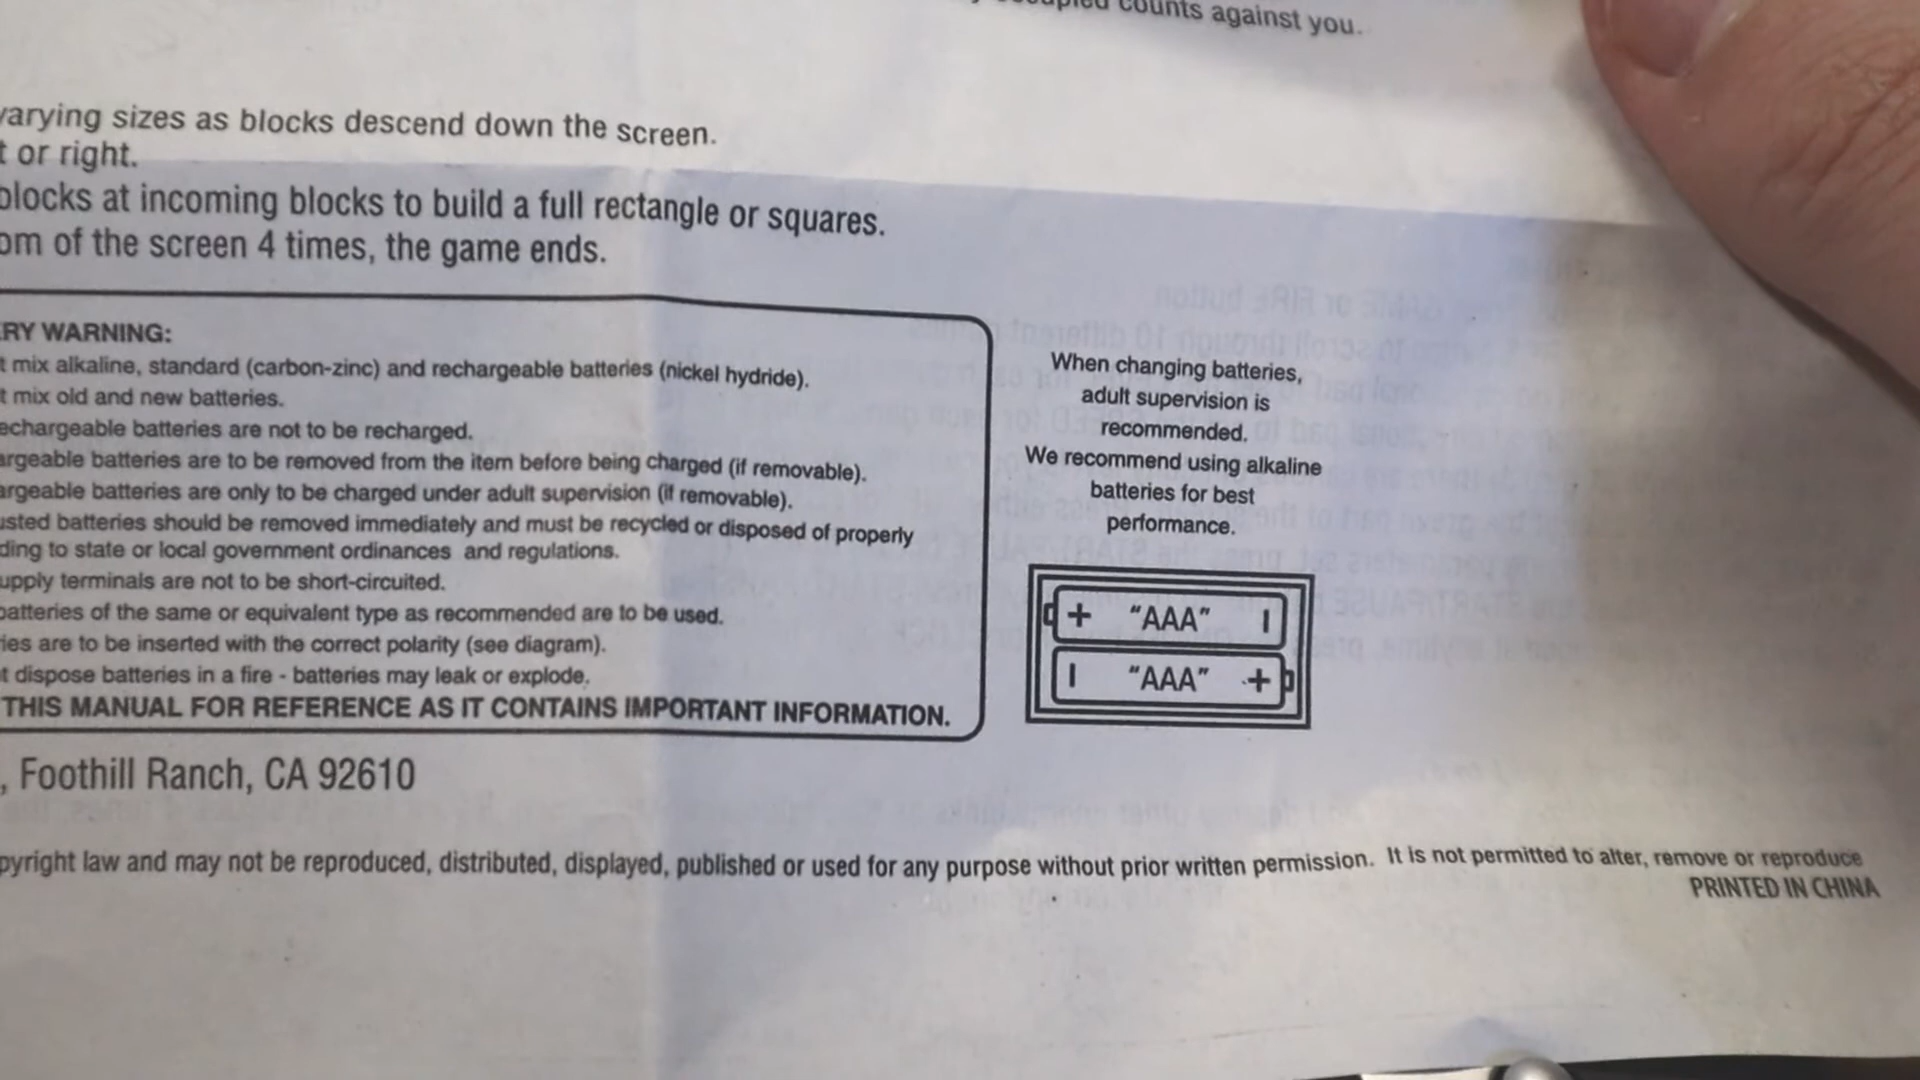 counts against you.
varying sizes as blocks descend down the screen.
t or right.
blocks at incoming blocks to build a full rectangle or squares.
om of the screen 4 times, the game ends.
ERY WARNING:
t mix alkaline, standard (carbon-zinc) and rechargeable batteries (nickel hydride).
t mix old and new batteries.
echargeable batteries are not to be recharged.
argeable batteries are to be removed from the item before being charged (if removable).
argeable batteries are only to be charged under adult supervision (if removable).
usted batteries should be removed immediately and must be recycled or disposed of properly
ding to state or local government ordinances and regulations.
upply terminals are not to be short-circuited.
batteries of the same or equivalent type as recommended are to be used.
ries are to be inserted with the correct polarity (see diagram).
t dispose batteries in a fire - batteries may leak or explode.
THIS MANUAL FOR REFERENCE AS IT CONTAINS IMPORTANT INFORMATION.
When changing batteries,
adult supervision is
recommended.
We recommend using alkaline
batteries for best
performance.
+ "AAA" I
I "AAA" +
, Foothill Ranch, CA 92610
pyright law and may not be reproduced, distributed, displayed, published or used for any purpose without prior written permission. It is not permitted to alter, remove or reproduce
PRINTED IN CHINA